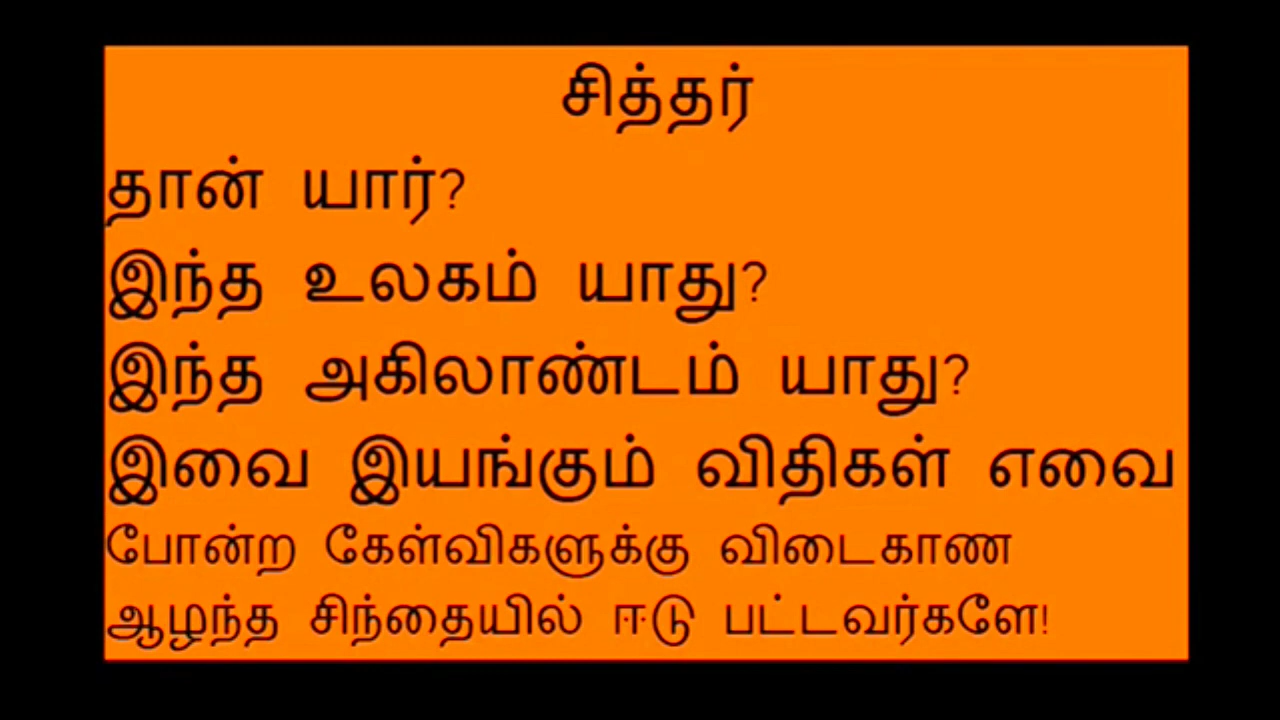 சித்தர்
தான் யார்?
இந்த உலகம் யாது?
இந்த அகிலாண்டம் யாது?
இவை இயங்கும் விதிகள் எவை
போன்ற கேள்விகளுக்கு விடைகாண
ஆழந்த சிந்தையில் ஈடு பட்டவர்களே!